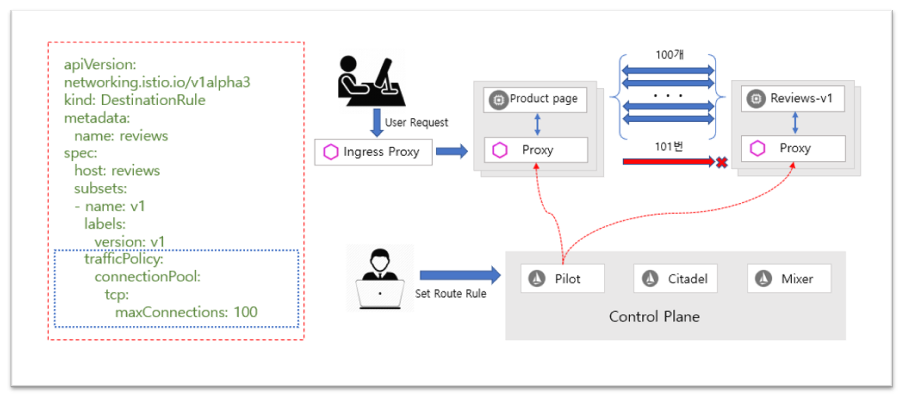 apiVersion:
networking.istio.io/v1alpha3
kind: DestinationRule
metadata:
name: reviews
spec:
host: reviews
subsets:
- name: v1
labels:
version: v1
trafficPolicy:
connectionPool:
tcp:
maxConnections: 100
User Request
Ingress Proxy
Product page
Proxy
100개
...
101번
Reviews-v1
Proxy
Set Route Rule
Pilot
Citadel
Mixer
Control Plane